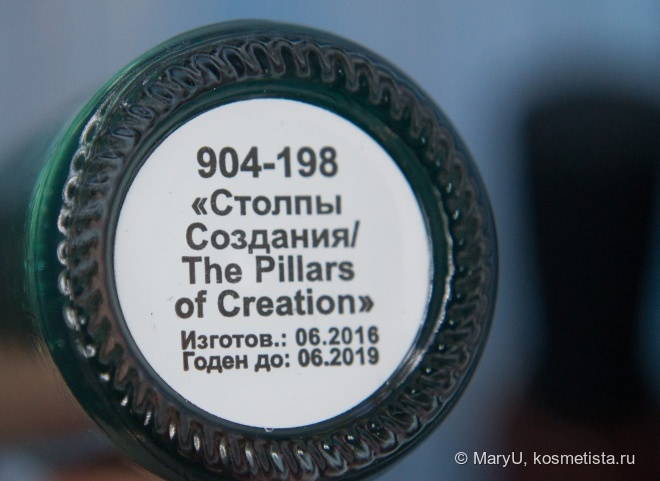 904-198
«Столпы
Создания/
The Pillars
of Creation»
Изготов.: 06.2016
Годен до: 06.2019
© MaryU, kosmetista.ru